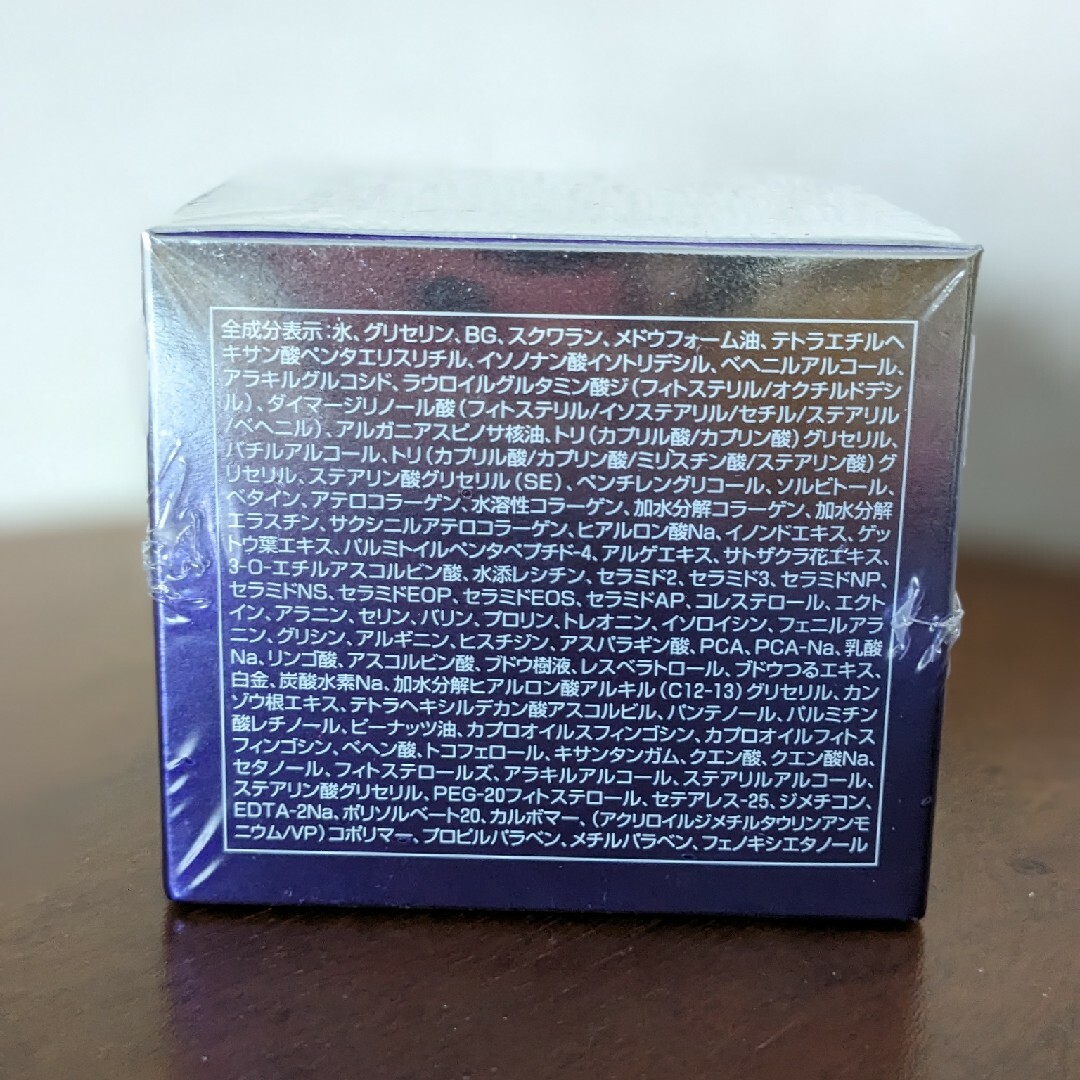 全成分表示：水、グリセリン、BG、スクワラン、メドウフォーム油、テトラエチルヘ
キサン酸ペンタエリスリチル、イソノナン酸イソトリデシル、ベヘニルアルコール、
アラキルグルコシド、ラウロイルグルタミン酸ジ（フィトステリル/オクチルドデシ
ル）、ダイマージリノール酸（フィトステリル/イソステアリル/セチル/ステアリル
/ベヘニル）、アルガニアスピノサ核油、トリ（カプリル酸/カプリン酸）グリセリル、
バチルアルコール、トリ（カプリル酸/カプリン酸/ミリスチン酸/ステアリン酸）グ
リセリル、ステアリン酸グリセリル（SE）、ペンチレングリコール、ソルビトール、
ベタイン、アテロコラーゲン、水溶性コラーゲン、加水分解コラーゲン、加水分解
エラスチン、サクシニルアテロコラーゲン、ヒアルロン酸Na、イノンドエキス、ゲッ
トウ葉エキス、パルミトイルペンタペプチド-4、アルゲエキス、サトザクラ花エキス、
3-O-エチルアスコルビン酸、水添レシチン、セラミド2、セラミド3、セラミドNP、
セラミドNS、セラミドEOP、セラミドEOS、セラミドAP、コレステロール、エクト
イン、アラニン、セリン、バリン、プロリン、トレオニン、イソロイシン、フェニルアラ
ニン、グリシン、アルギニン、ヒスチジン、アスパラギン酸、PCA、PCA-Na、乳酸
Na、リンゴ酸、アスコルビン酸、ブドウ樹液、レスベラトロール、ブドウつるエキス、
白金、炭酸水素Na、加水分解ヒアルロン酸アルキル（C12-13）グリセリル、カン
ゾウ根エキス、テトラヘキシルデカン酸アスコルビル、パンテノール、パルミチン
酸レチノール、ピーナッツ油、カプロオイルスフィンゴシン、カプロオイルフィトス
フィンゴシン、ベヘン酸、トコフェロール、キサンタンガム、クエン酸、クエン酸Na、
セタノール、フィトステロールズ、アラキルアルコール、ステアリルアルコール、
ステアリン酸グリセリル、PEG-20フィトステロール、セテアレス-25、ジメチコン、
EDTA-2Na、ポリソルベート20、カルボマー、（アクリロイルジメチルタウリンアンモ
ニウム/VP）コポリマー、プロピルパラベン、メチルパラベン、フェノキシエタノール